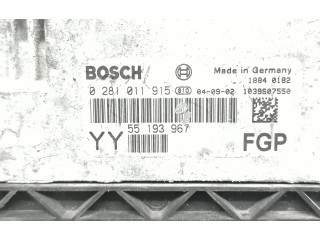 BOSCH
Made in Germany
1884 0182
0 281 011 915 010 04-09-02 1039S07550
YY 55 193 967 FGP